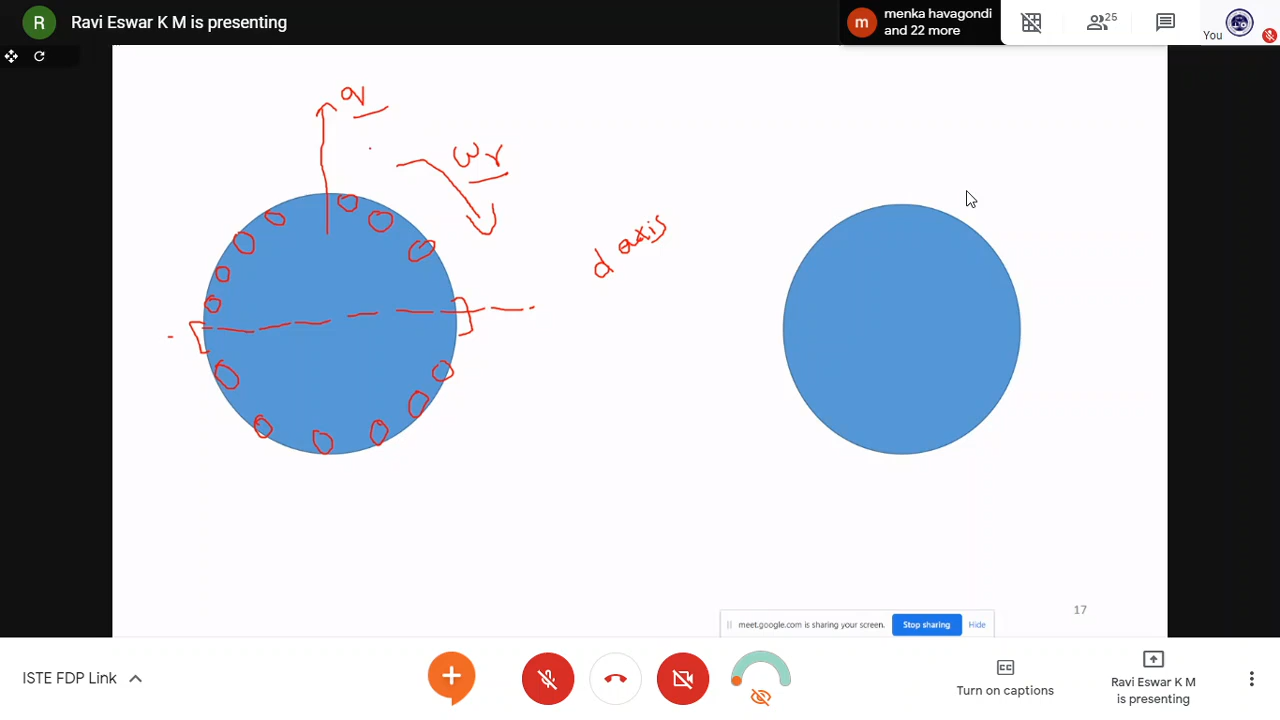 R Ravi Eswar K M is presenting
m menka havagondi
and 22 more
25
You
q
ωr
d axis
17
meet.google.com is sharing your screen. Stop sharing Hide
ISTE FDP Link
Turn on captions
Ravi Eswar K M
is presenting